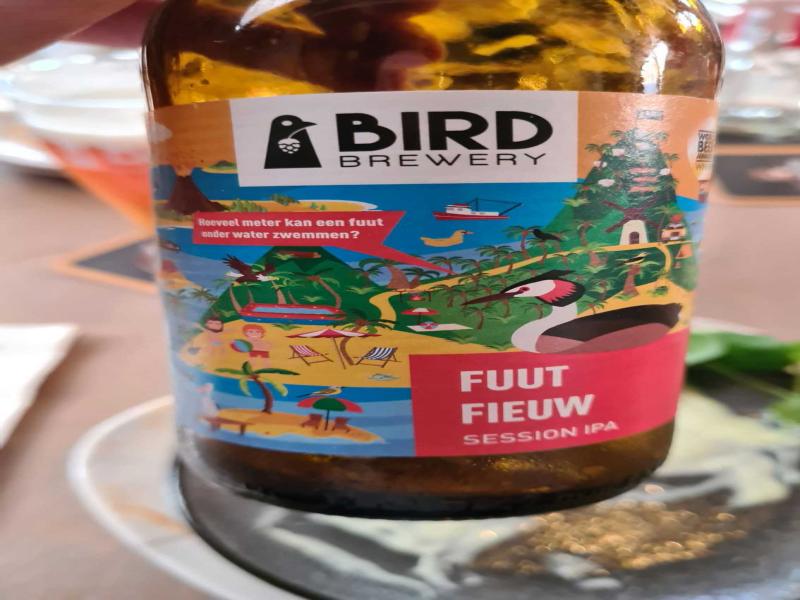 BIRD
BREWERY
Hoeveel meter kan een fuut
onder water zwemmen?
FUUT
FIEUW
SESSION IPA